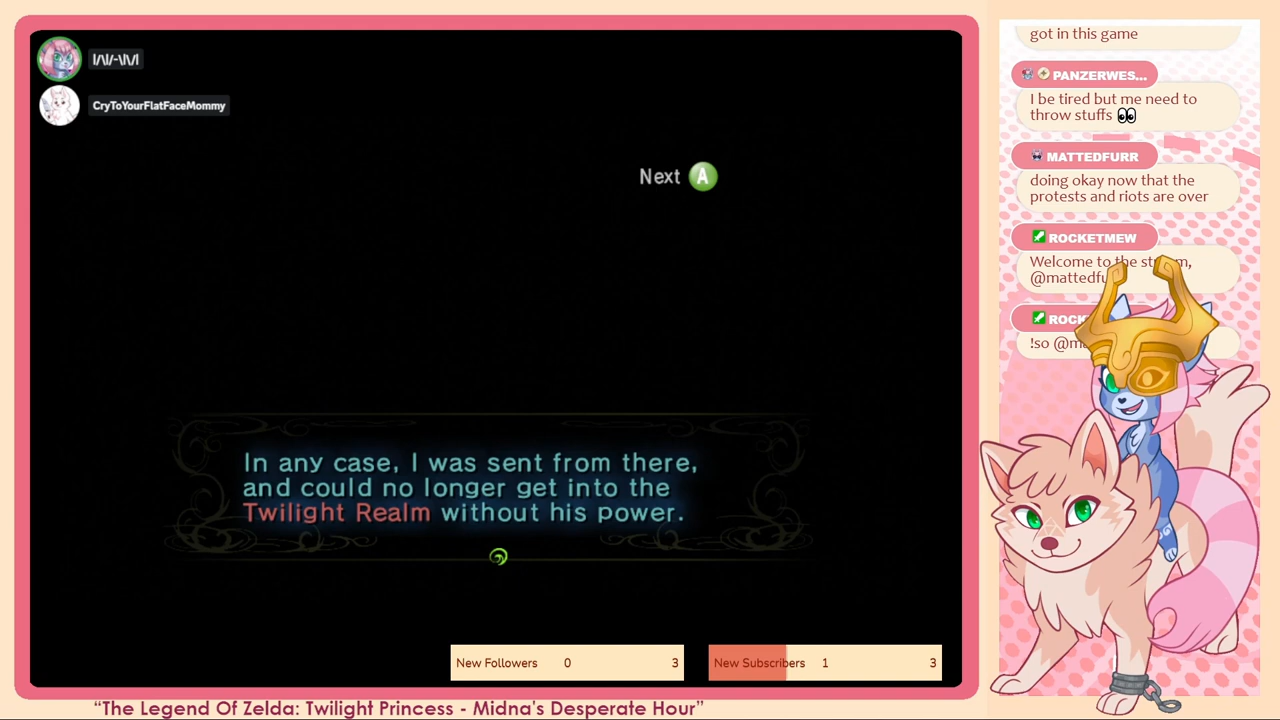 CryToYourFlatFaceMommy
Next A
In any case, I was sent from there,
and could no longer get into the
Twilight Realm without his power.
New Followers 0 3
New Subscribers 1 3
"The Legend Of Zelda: Twilight Princess - Midna's Desperate Hour"
got in this game
PANZERWES...
I be tired but me need to
throw stuffs 👀
MATTEDFURR
doing okay now that the
protests and riots are over
ROCKETMEW
Welcome to the
@mattedfu
ROCK
!so